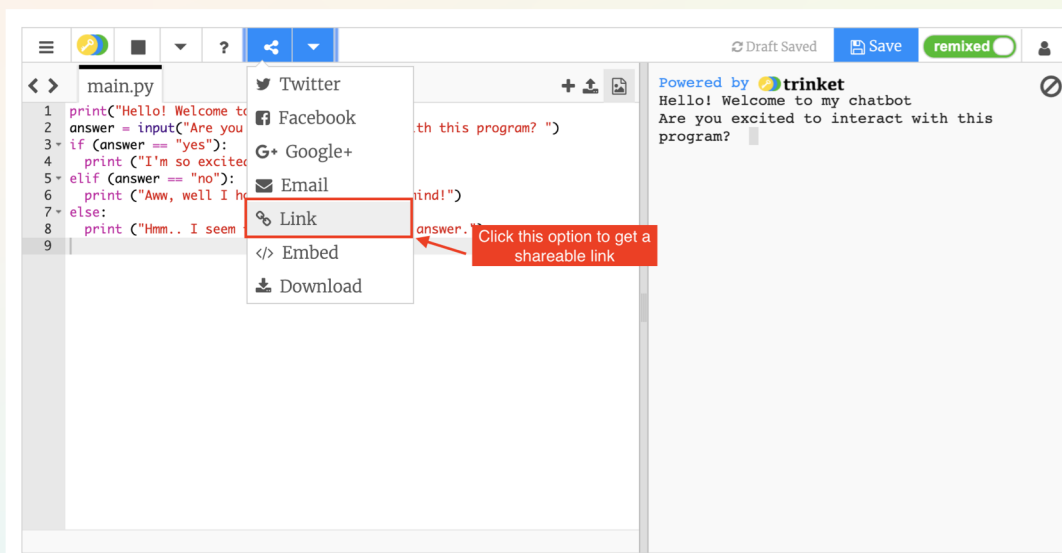 ?
Draft Saved
Save
remixed
main.py
1 print("Hello! Welcome to
2 answer = input("Are you ith this program? ")
3 if (answer == "yes"):
4 print ("I'm so excited
5 elif (answer == "no"):
6 print ("Aww, well I ho ind!")
7 else:
8 print ("Hmm.. I seem answer.")
9
Twitter
Facebook
G+ Google+
Email
Link
</> Embed
Download
Click this option to get a
shareable link
Powered by trinket
Hello! Welcome to my chatbot
Are you excited to interact with this
program?